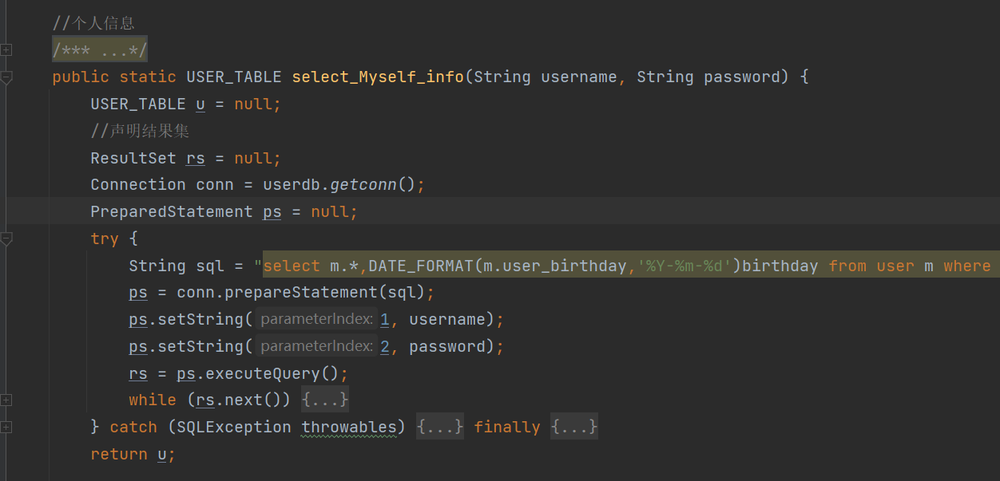 //个人信息
/*** ...*/
public static USER_TABLE select_Myself_info(String username, String password) {
USER_TABLE u = null;
//声明结果集
ResultSet rs = null;
Connection conn = userdb.getconn();
PreparedStatement ps = null;
try {
String sql = "select m.*,DATE_FORMAT(m.user_birthday,'%Y-%m-%d')birthday from user m where
ps = conn.prepareStatement(sql);
ps.setString( parameterIndex: 1, username);
ps.setString( parameterIndex: 2, password);
rs = ps.executeQuery();
while (rs.next()) {...}
} catch (SQLException throwables) {...} finally {...}
return u;